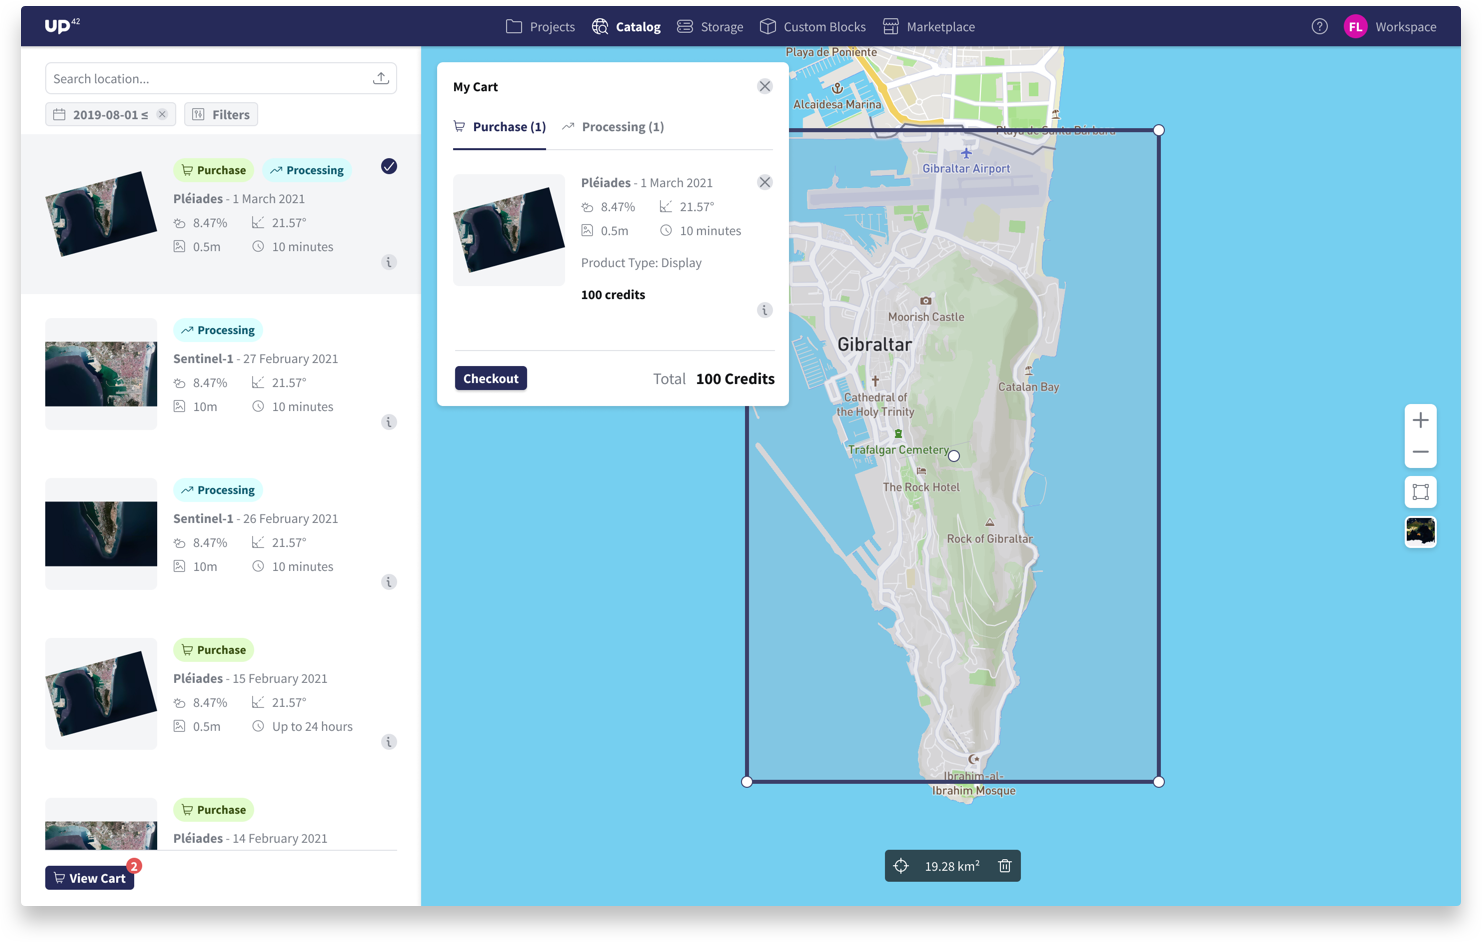 UP42
Projects
Catalog
Storage
Custom Blocks
Marketplace
FL
Workspace
Search location...
2019-08-01 ≤
Filters
Purchase
Processing
Pléiades - 1 March 2021
8.47%
21.57°
0.5m
10 minutes
Processing
Sentinel-1 - 27 February 2021
8.47%
21.57°
10m
10 minutes
Processing
Sentinel-1 - 26 February 2021
8.47%
21.57°
10m
10 minutes
Purchase
Pléiades - 15 February 2021
8.47%
21.57°
0.5m
Up to 24 hours
Purchase
Pléiades - 14 February 2021
View Cart
2
My Cart
Purchase (1)
Processing (1)
Pléiades - 1 March 2021
8.47%
21.57°
0.5m
10 minutes
Product Type: Display
100 credits
Checkout
Total 100 Credits
Playa de Poniente
Alcaidesa Marina
Playa de Santa Bárbara
Gibraltar Airport
Moorish Castle
Gibraltar
Catalan Bay
Cathedral of
the Holy Trinity
Trafalgar Cemetery
The Rock Hotel
Rock of Gibraltar
Ibrahim-al-
Ibrahim Mosque
19.28 km²